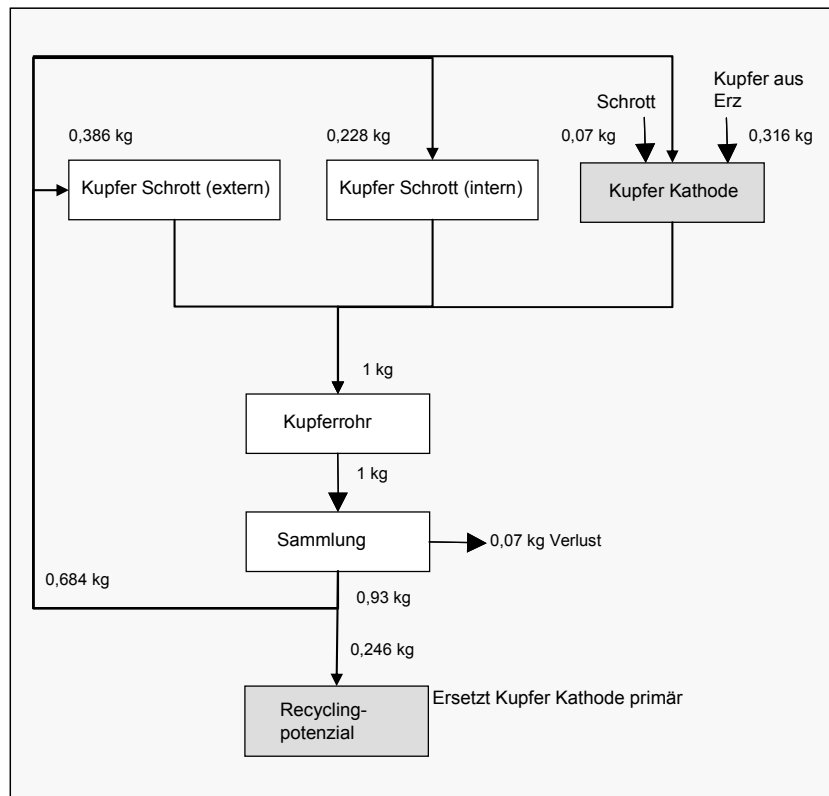 Kupfer aus
Erz
Schrott
0,386 kg
0,228 kg
0,07 kg
0,316 kg
Kupfer Schrott (extern)
Kupfer Schrott (intern)
Kupfer Kathode
1 kg
Kupferrohr
1 kg
Sammlung
0,07 kg Verlust
0,684 kg
0,93 kg
0,246 kg
Ersetzt Kupfer Kathode primär
Recycling-
potenzial